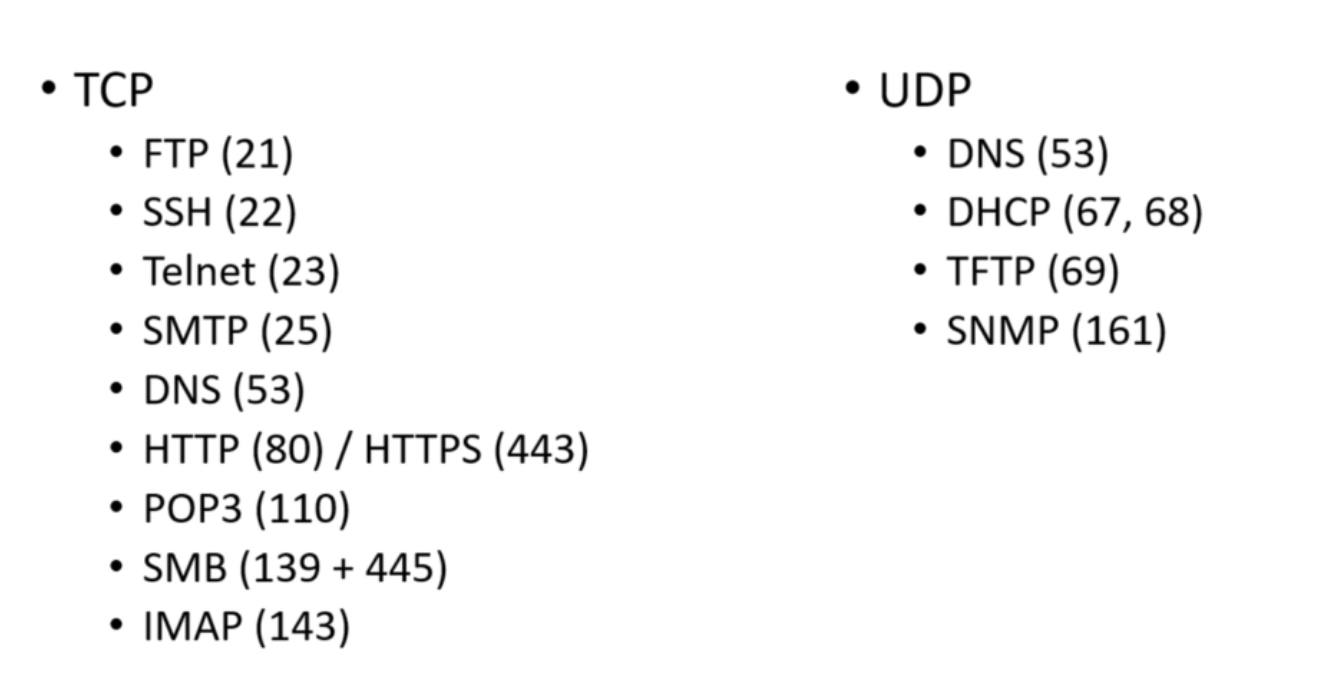 • TCP
• FTP (21)
• SSH (22)
• Telnet (23)
• SMTP (25)
• DNS (53)
• HTTP (80) / HTTPS (443)
• POP3 (110)
• SMB (139 + 445)
• IMAP (143)
• UDP
• DNS (53)
• DHCP (67, 68)
• TFTP (69)
• SNMP (161)